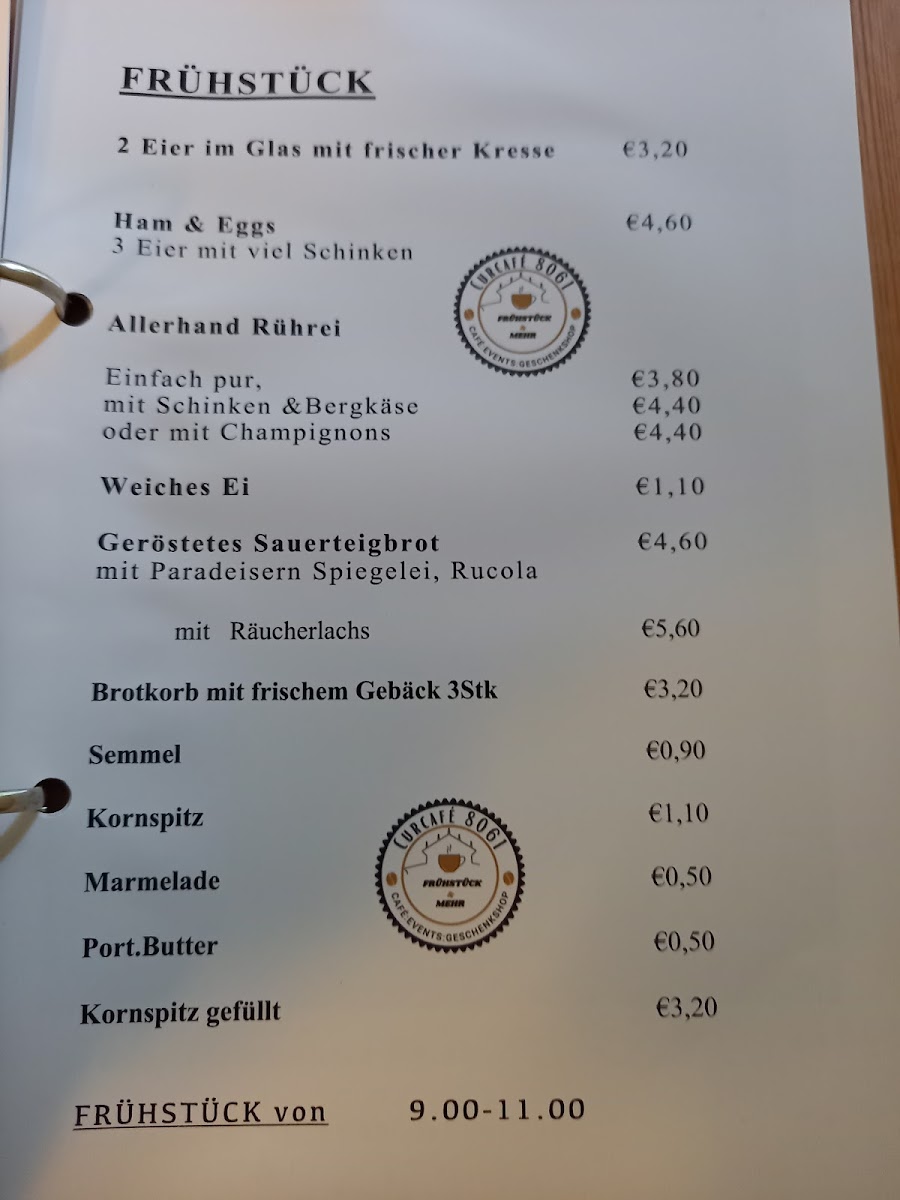 FRÜHSTÜCK
2 Eier im Glas mit frischer Kresse €3,20
Ham & Eggs €4,60
3 Eier mit viel Schinken
CURCAFÉ 8061
FRÜHSTÜCK
&
MEHR
CAFÉ:EVENTS:GESCHENKSHOP
Allerhand Rührei
Einfach pur, €3,80
mit Schinken &Bergkäse €4,40
oder mit Champignons €4,40
Weiches Ei €1,10
Geröstetes Sauerteigbrot €4,60
mit Paradeisern Spiegelei, Rucola
mit Räucherlachs €5,60
Brotkorb mit frischem Gebäck 3Stk €3,20
Semmel €0,90
Kornspitz €1,10
CURCAFÉ 8061
FRÜHSTÜCK
&
MEHR
CAFÉ:EVENTS:GESCHENKSHOP
Marmelade €0,50
Port.Butter €0,50
Kornspitz gefüllt €3,20
FRÜHSTÜCK von 9.00-11.00